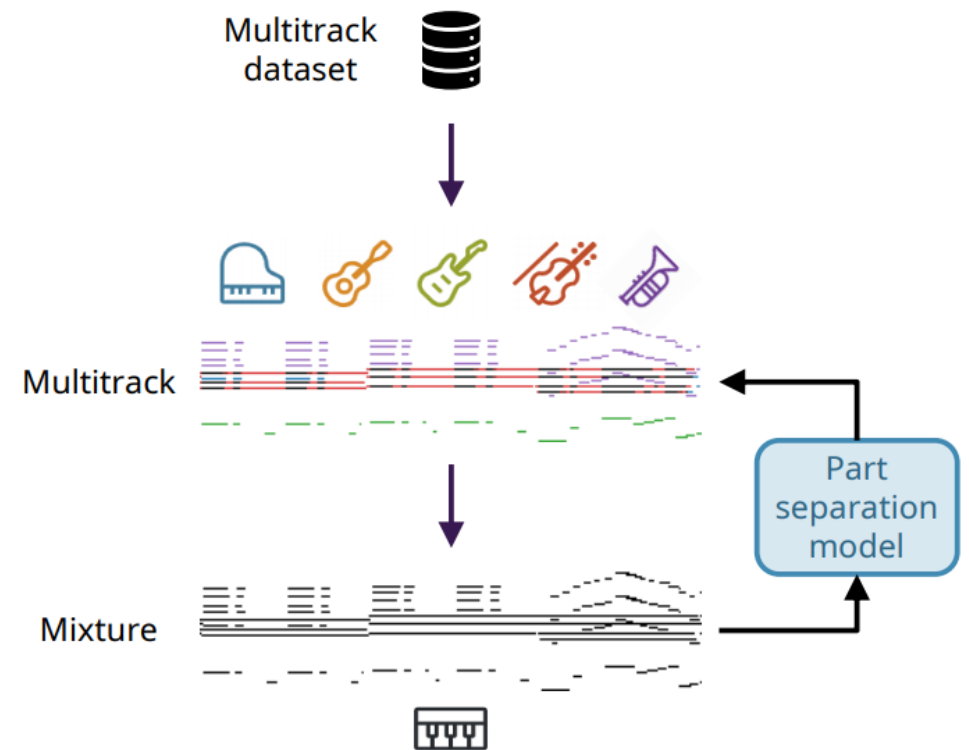 Multitrack
dataset
Multitrack
Part
separation
model
Mixture